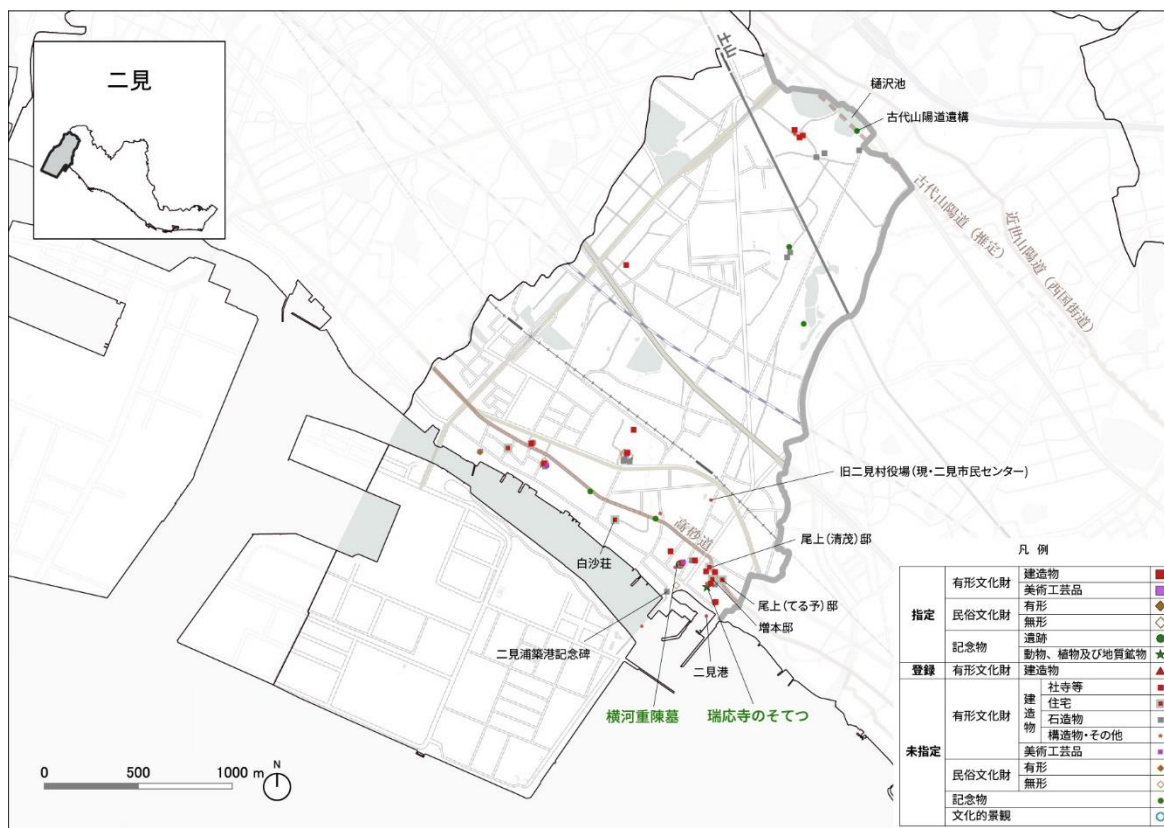 二見
土山
樋沢池
古代山陽道遺構
古代山陽道(推定)
近世山陽道(西国街道)
旧二見村役場(現・二見市民センター)
高砂道
尾上(清茂)邸
白沙荘
尾上(てる予)邸
増本邸
二見浦築港記念碑
二見港
横河重陳墓
瑞応寺のそてつ
0 500 1000 m
N
凡 例
指定 有形文化財 建造物
美術工芸品
民俗文化財 有形
無形
記念物 遺跡
動物、植物及び地質鉱物
登録 有形文化財 建造物
未指定 有形文化財 建造物 社寺等
住宅
石造物
構造物・その他
美術工芸品
民俗文化財 有形
無形
記念物
文化的景観